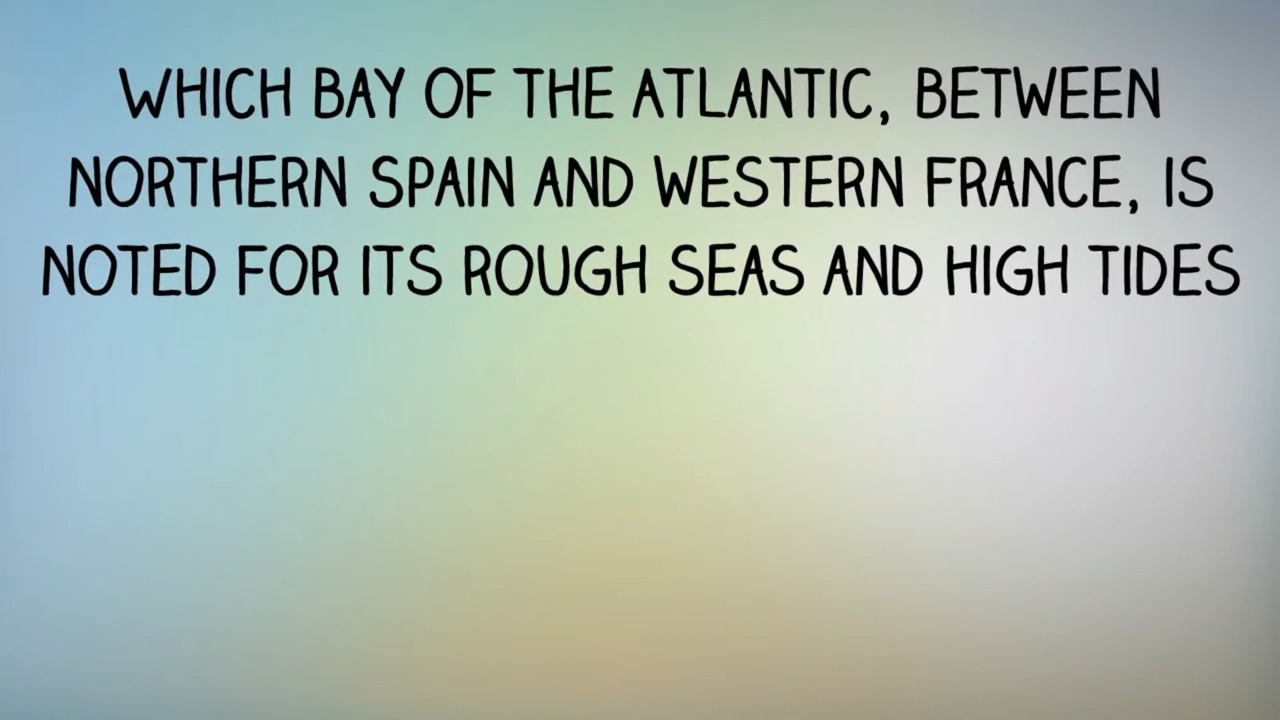 WHICH BAY OF THE ATLANTIC, BETWEEN
NORTHERN SPAIN AND WESTERN FRANCE, IS
NOTED FOR ITS ROUGH SEAS AND HIGH TIDES